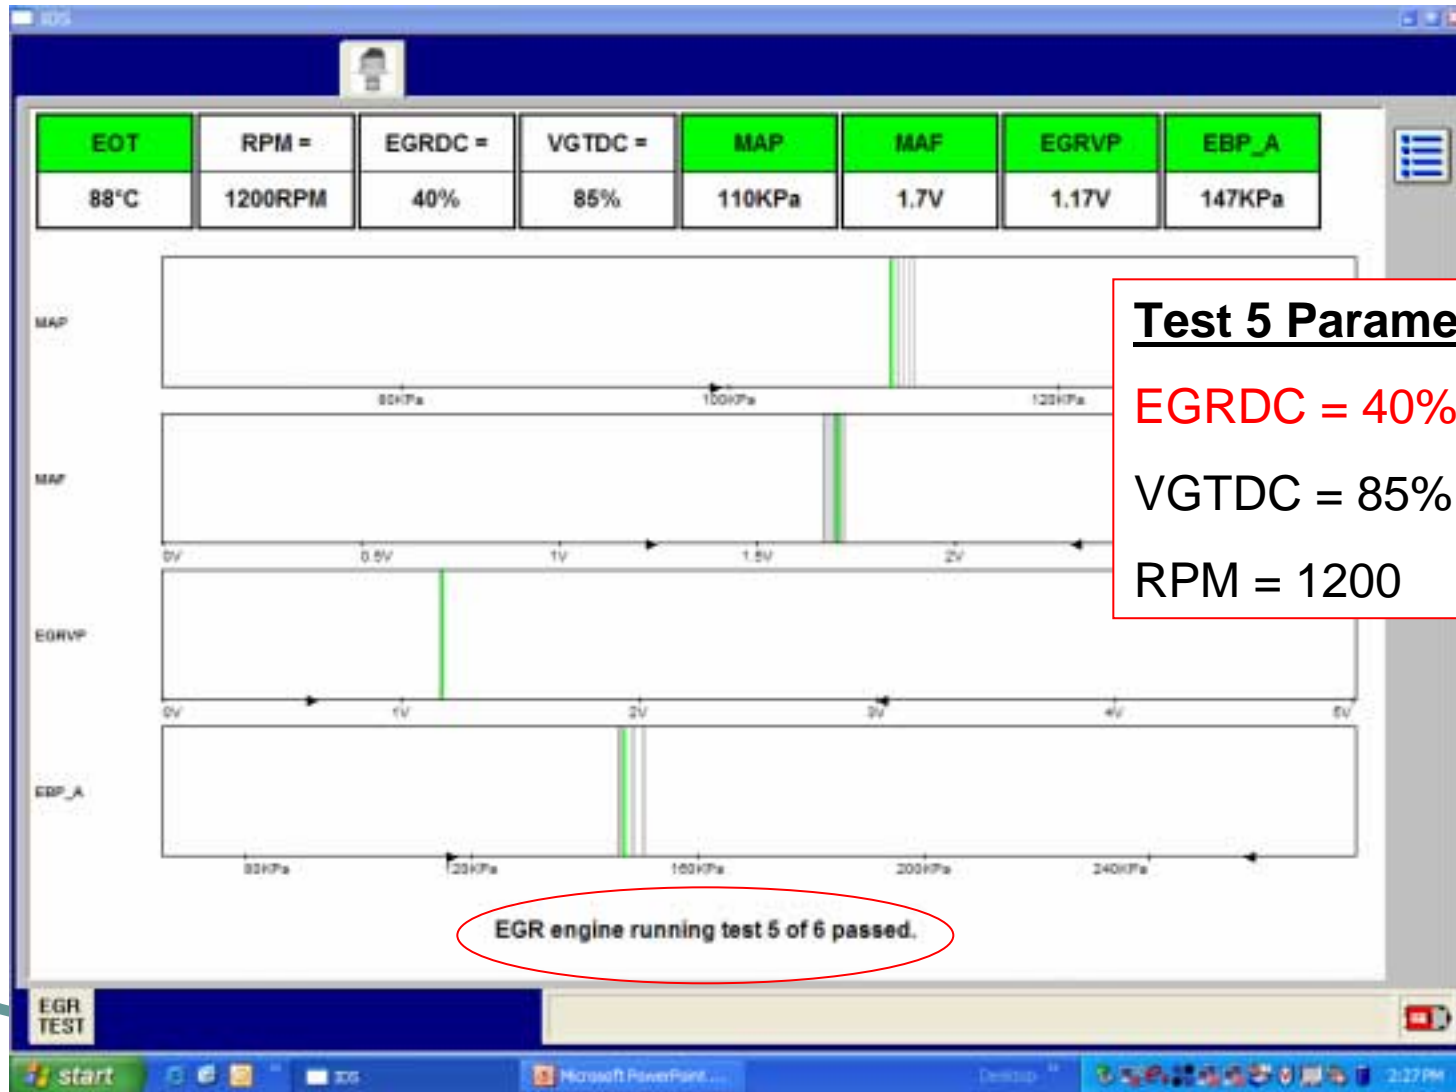 IDS
EOT RPM = EGRDC = VGTDC = MAP MAF EGRVP EBP_A
88°C 1200RPM 40% 85% 110KPa 1.7V 1.17V 147KPa
MAP
80KPa 100KPa 120KPa
Test 5 Parame
EGRDC = 40%
VGTDC = 85%
RPM = 1200
MAF
0V 0.5V 1V 1.5V 2V
EGRVP
0V 1V 2V 3V 4V 5V
EBP_A
80KPa 120KPa 160KPa 200KPa 240KPa
EGR engine running test 5 of 6 passed.
EGR
TEST
start IDS Microsoft PowerPoint .... Desktop 2:27 PM